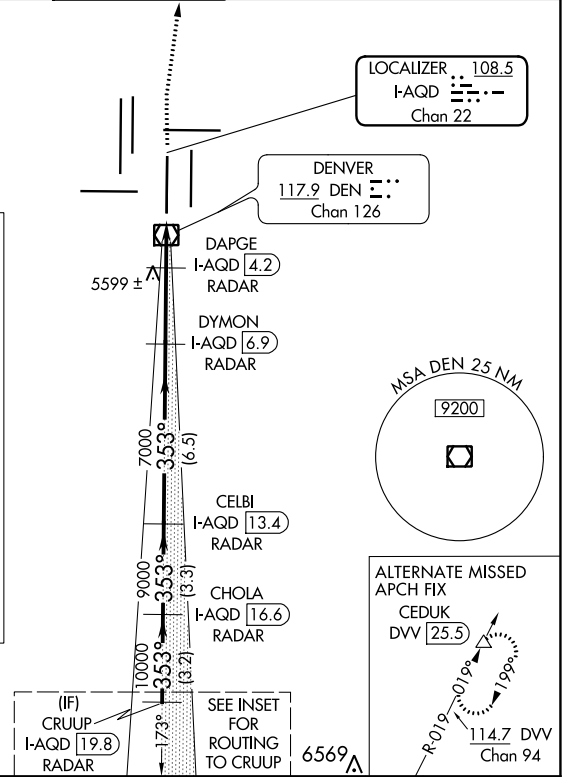 LOCALIZER 108.5
I-AQD
Chan 22
DENVER
117.9 DEN
Chan 126
DAPGE
I-AQD 4.2
RADAR
5599 ±
DYMON
I-AQD 6.9
RADAR
MSA DEN 25 NM
9200
7000
353°
(6.5)
CELBI
I-AQD 13.4
RADAR
9000
353°
(3.3)
CHOLA
I-AQD 16.6
RADAR
10000
353°
(3.2)
ALTERNATE MISSED
APCH FIX
CEDUK
DVV 25.5
019°
199°
R-019
114.7 DVV
Chan 94
(IF)
CRUUP
I-AQD 19.8
RADAR
173°
SEE INSET
FOR
ROUTING
TO CRUUP
6569